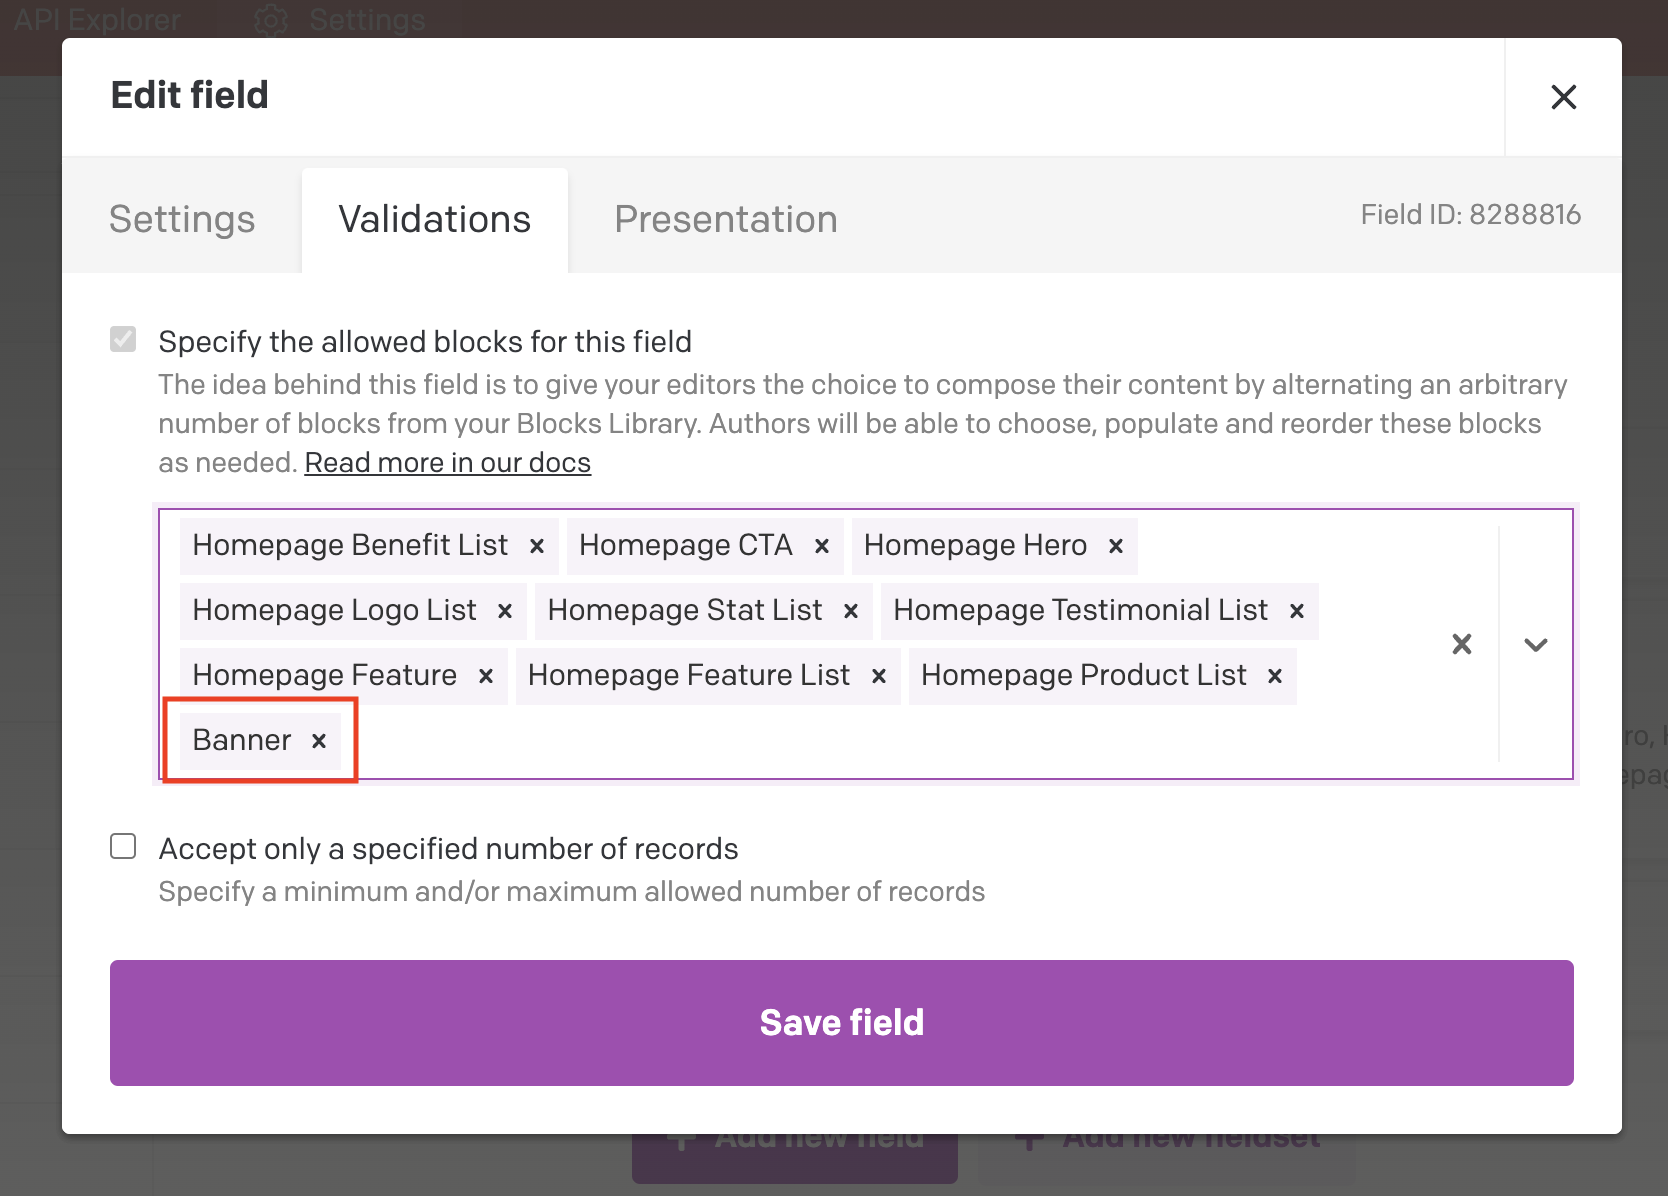 API Explorer Settings
Edit field
Settings Validations Presentation Field ID: 8288816
Specify the allowed blocks for this field
The idea behind this field is to give your editors the choice to compose their content by alternating an arbitrary
number of blocks from your Blocks Library. Authors will be able to choose, populate and reorder these blocks
as needed. Read more in our docs
Homepage Benefit List × Homepage CTA × Homepage Hero ×
Homepage Logo List × Homepage Stat List × Homepage Testimonial List ×
Homepage Feature × Homepage Feature List × Homepage Product List ×
Banner ×
Accept only a specified number of records
Specify a minimum and/or maximum allowed number of records
Save field
+ Add new field + Add new fieldset